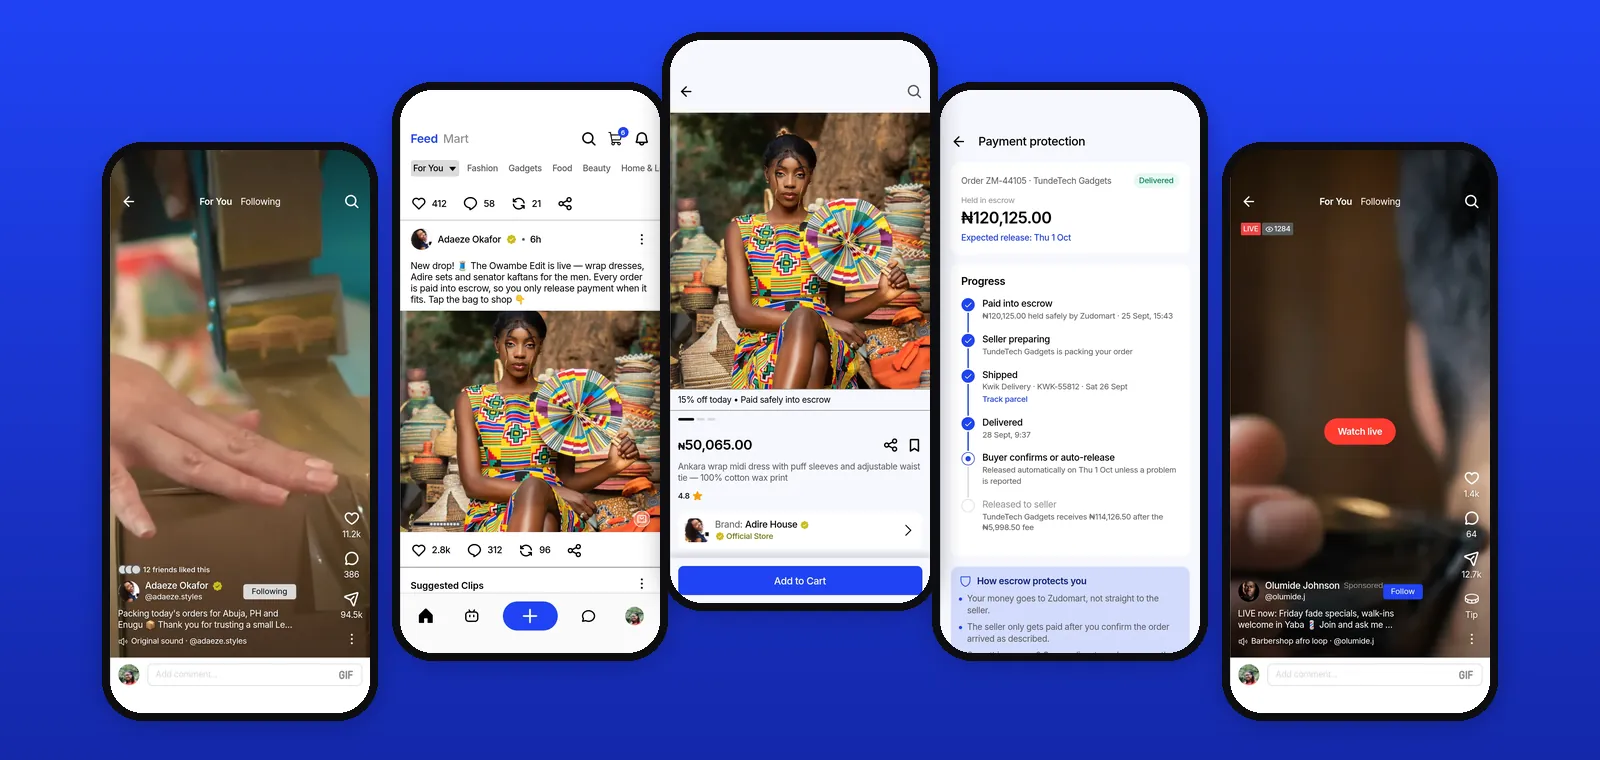 For You Following
12 friends liked this
Adaeze Okafor
@adaeze.styles
Following
Packing today's orders for Abuja, PH and
Enugu 📦 Thank you for trusting a small Le...
Original sound · @adaeze.styles
11.2k
386
94.5k
Add comment...
GIF
Feed Mart
6
For You Fashion Gadgets Food Beauty Home & L
412 58 21
Adaeze Okafor • 6h
New drop! 🧵 The Owambe Edit is live — wrap dresses,
Adire sets and senator kaftans for the men. Every order
is paid into escrow, so you only release payment when it
fits. Tap the bag to shop 👇
2.8k 312 96
Suggested Clips
15% off today • Paid safely into escrow
₦50,065.00
Ankara wrap midi dress with puff sleeves and adjustable waist
tie — 100% cotton wax print
4.8
Brand: Adire House
Official Store
Add to Cart
Payment protection
Order ZM-44105 · TundeTech Gadgets
Delivered
Held in escrow
₦120,125.00
Expected release: Thu 1 Oct
Progress
Paid into escrow
₦120,125.00 held safely by Zudomart · 25 Sept, 15:43
Seller preparing
TundeTech Gadgets is packing your order
Shipped
Kwik Delivery · KWK-55812 · Sat 26 Sept
Track parcel
Delivered
28 Sept, 9:37
Buyer confirms or auto-release
Released automatically on Thu 1 Oct unless a problem
is reported
Released to seller
TundeTech Gadgets receives ₦114,126.50 after the
₦5,998.50 fee
How escrow protects you
Your money goes to Zudomart, not straight to the
seller.
The seller only gets paid after you confirm the order
arrived as described.
For You Following
LIVE 1284
Watch live
1.4k
64
12.7k
Tip
Olumide Johnson Sponsored
@olumide.j
Follow
LIVE now: Friday fade specials, walk-ins
welcome in Yaba 💈 Join and ask me ...
Barbershop afro loop · @olumide.j
Add comment...
GIF